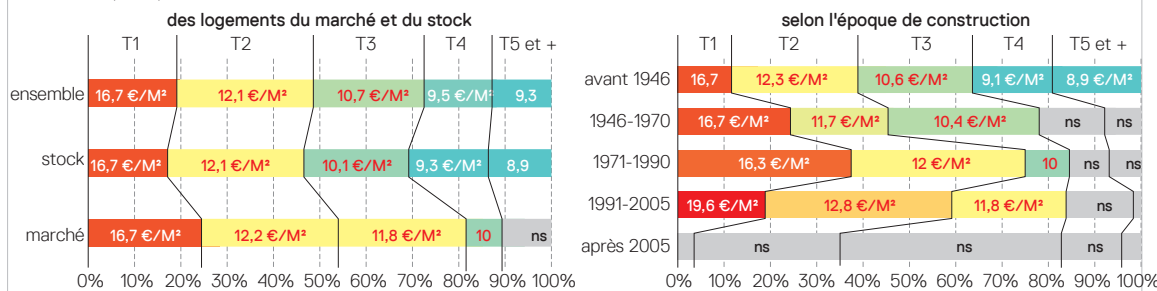 des logements du marché et du stock
T1 T2 T3 T4 T5 et +
ensemble 16,7 €/M² 12,1 €/M² 10,7 €/M² 9,5 €/M² 9,3
stock 16,7 €/M² 12,1 €/M² 10,1 €/M² 9,3 €/M² 8,9
marché 16,7 €/M² 12,2 €/M² 11,8 €/M² 10 ns
0% 10% 20% 30% 40% 50% 60% 70% 80% 90% 100%
selon l'époque de construction
T1 T2 T3 T4 T5 et +
avant 1946 16,7 12,3 €/M² 10,6 €/M² 9,1 €/M² 8,9 €/M²
1946-1970 16,7 €/M² 11,7 €/M² 10,4 €/M² ns ns
1971-1990 16,3 €/M² 12 €/M² 10 ns ns
1991-2005 19,6 €/M² 12,8 €/M² 11,8 €/M² ns
après 2005 ns ns ns
0% 10% 20% 30% 40% 50% 60% 70% 80% 90% 100%